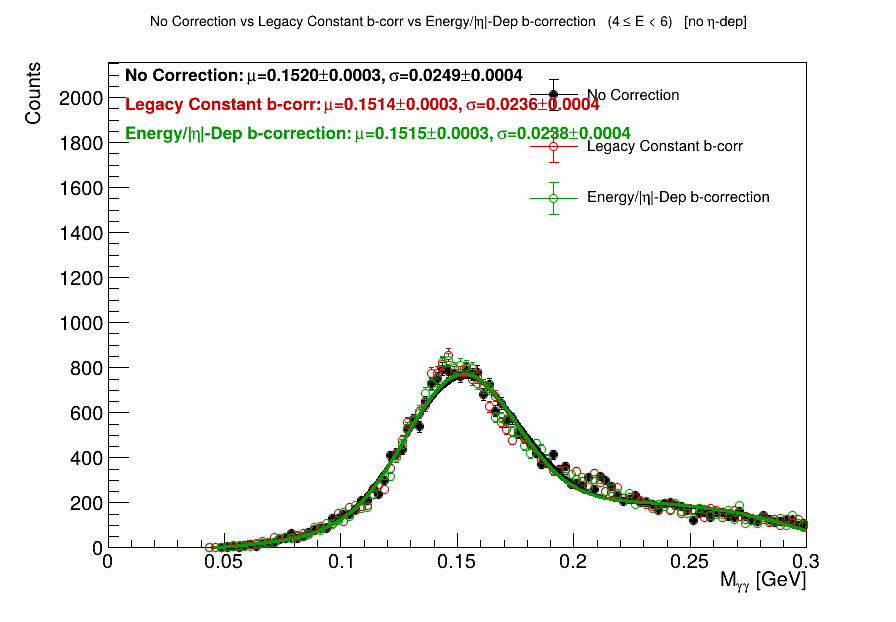 No Correction vs Legacy Constant b-corr vs Energy/|η|-Dep b-correction (4 ≤ E < 6) [no η-dep]
Counts
No Correction: μ=0.1520±0.0003, σ=0.0249±0.0004
Legacy Constant b-corr: μ=0.1514±0.0003, σ=0.0236±0.0004
Energy/|η|-Dep b-correction: μ=0.1515±0.0003, σ=0.0238±0.0004
No Correction
Legacy Constant b-corr
Energy/|η|-Dep b-correction
2000
1800
1600
1400
1200
1000
800
600
400
200
0
0 0.05 0.1 0.15 0.2 0.25 0.3
Mγγ [GeV]